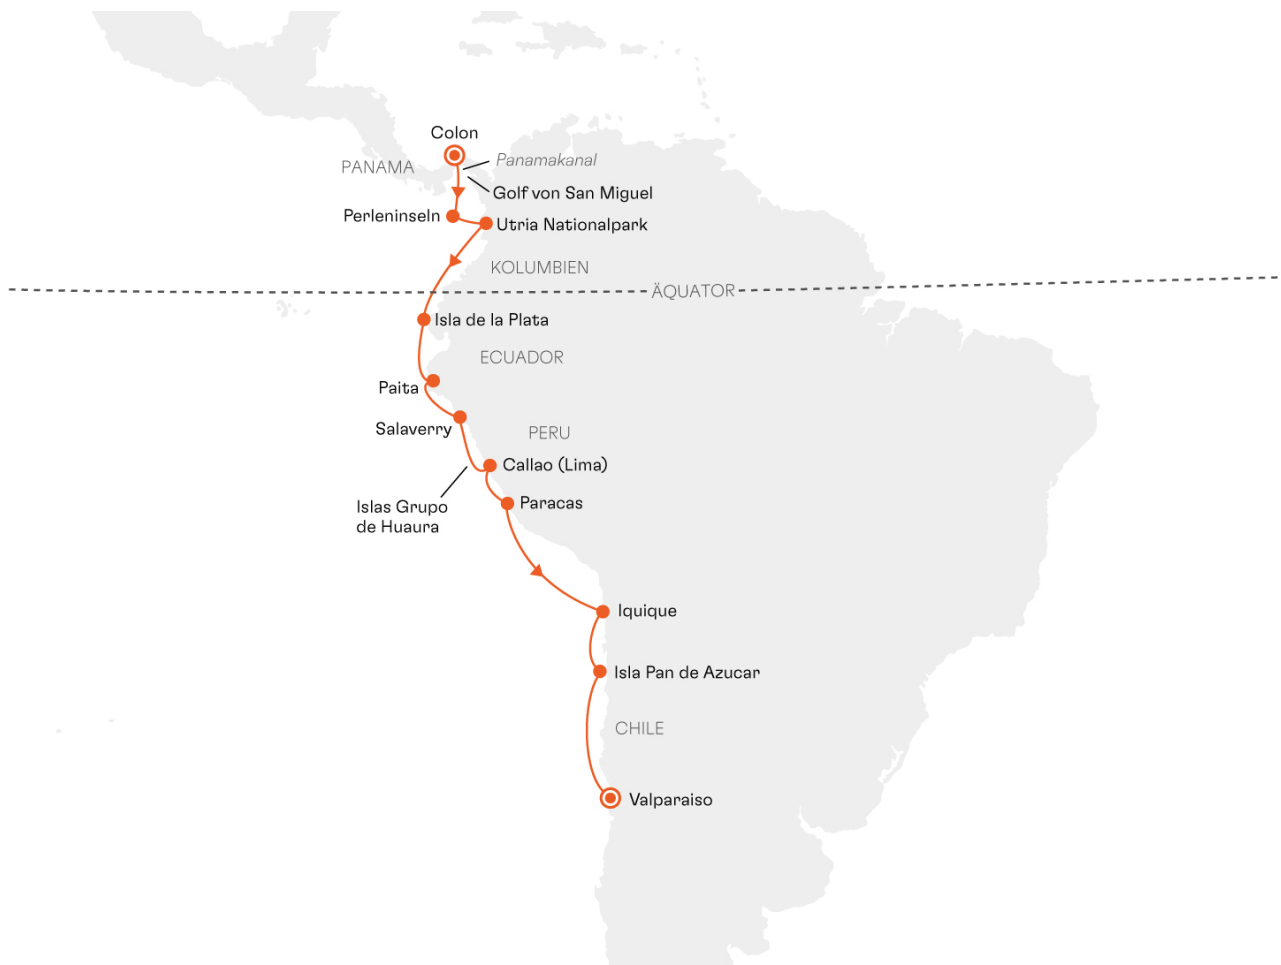 Colon
Panamakanal
PANAMA
Golf von San Miguel
Perleninseln
Utria Nationalpark
KOLUMBIEN
ÄQUATOR
Isla de la Plata
ECUADOR
Paita
Salaverry
PERU
Callao (Lima)
Islas Grupo
de Huaura
Paracas
Iquique
Isla Pan de Azucar
CHILE
Valparaiso